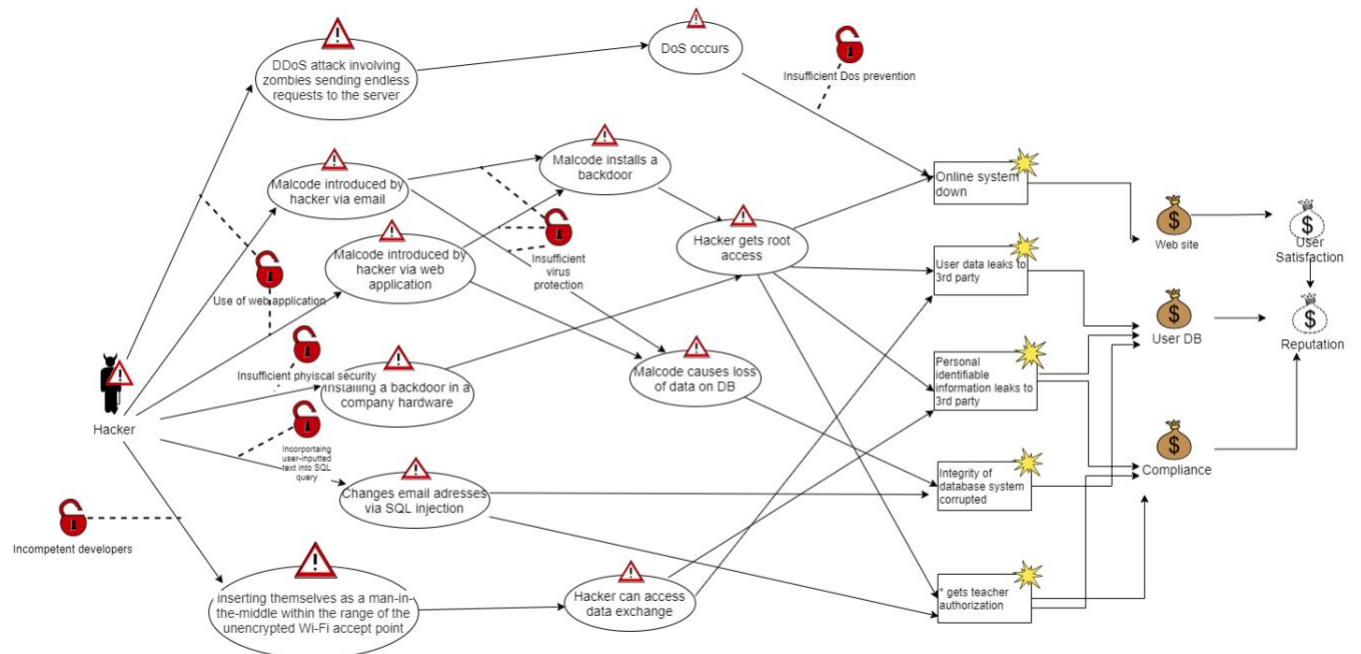 DDoS attack involving
zombies sending endless
requests to the server
DoS occurs
Insufficient Dos prevention
Malcode introduced by
hacker via email
Malcode installs a
backdoor
Online system
down
Malcode introduced by
hacker via web
application
Insufficient
virus
protection
Hacker gets root
access
Web site
User
Satisfaction
Use of web application
User data leaks to
3rd party
User DB
Reputation
Insufficient phyiscal security
Installing a backdoor in a
company hardware
Malcode causes loss
of data on DB
Personal
identifiable
information leaks to
3rd party
Hacker
Incorportaing
user-inputted
text into SQL
query
Changes email adresses
via SQL injection
Integrity of
database system
corrupted
Compliance
Incompetent developers
inserting themselves as a man-in-
the-middle within the range of the
unencrypted Wi-Fi accept point
Hacker can access
data exchange
* gets teacher
authorization